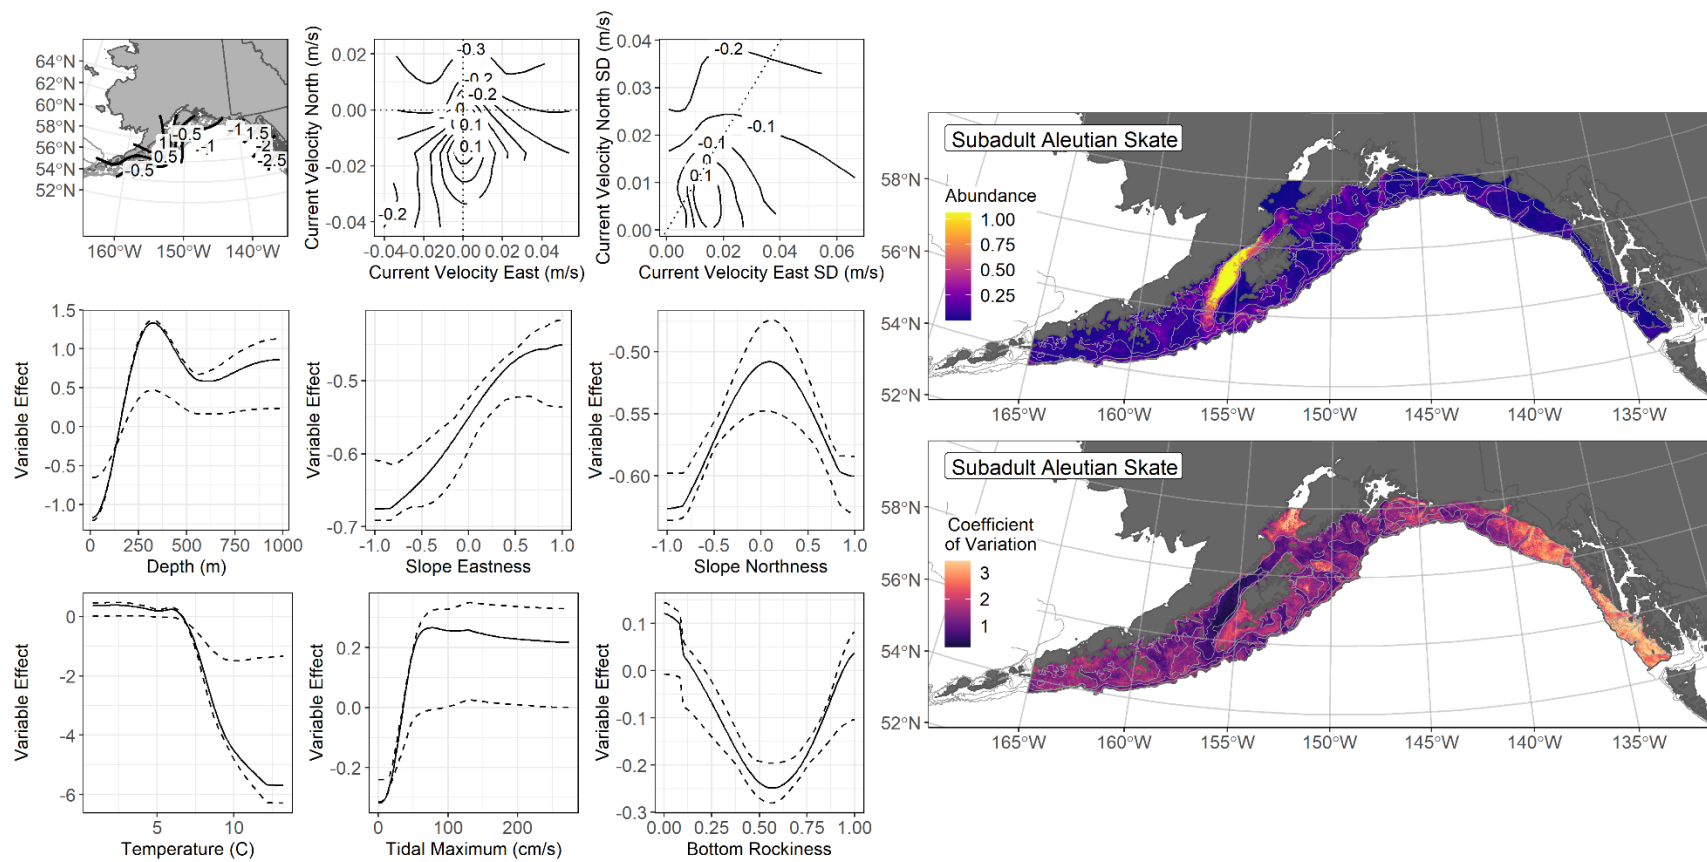 64°N
62°N
60°N
58°N
56°N
54°N
52°N
-0.5
-1
1.5
1
-1
-2
0.5
-2.5
-0.5
160°W
150°W
140°W
Current Velocity North (m/s)
0.02
0.00
-0.02
-0.04
-0.3
-0.2
-0.2
0.1
0.1
-0.2
-0.04
-0.02
0.00
0.02
0.04
Current Velocity East (m/s)
Current Velocity North SD (m/s)
0.04
0.03
0.02
0.01
0.00
-0.2
-0.1
-0.1
0
0.1
0.00
0.02
0.04
0.06
Current Velocity East SD (m/s)
Variable Effect
1.5
1.0
0.5
0.0
-0.5
-1.0
0
250
500
750
1000
Depth (m)
Variable Effect
-0.5
-0.6
-0.7
-1.0
-0.5
0.0
0.5
1.0
Slope Eastness
Variable Effect
-0.50
-0.55
-0.60
-1.0
-0.5
0.0
0.5
1.0
Slope Northness
Variable Effect
0
-2
-4
-6
5
10
Temperature (C)
Variable Effect
0.2
0.0
-0.2
0
100
200
Tidal Maximum (cm/s)
Variable Effect
0.1
0.0
-0.1
-0.2
-0.3
0.00
0.25
0.50
0.75
1.00
Bottom Rockiness
Subadult Aleutian Skate
Abundance
1.00
0.75
0.50
0.25
58°N
56°N
54°N
52°N
165°W
160°W
155°W
150°W
145°W
140°W
135°W
Subadult Aleutian Skate
Coefficient
of Variation
3
2
1
58°N
56°N
54°N
52°N
165°W
160°W
155°W
150°W
145°W
140°W
135°W